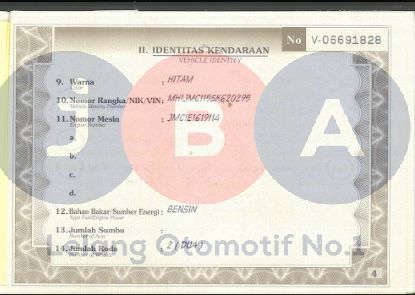 No V-06691828
II. IDENTITAS KENDARAAN
VEHICLE IDENTITY
9. Warna : HITAM
Color
10. Nomor Rangka/NIK/VIN :
Vehicle Identity Number
11. Nomor Mesin : JMC1E1619114
Engine Number
a.
b.
c.
d.
12. Bahan Bakar/Sumber Energi : BENSIN
Type Fuel/Engine Power
13. Jumlah Sumbu :
Number of Axis
14. Jumlah Roda : 2 (DUA)
4
JBA
Lelang Otomotif No.1